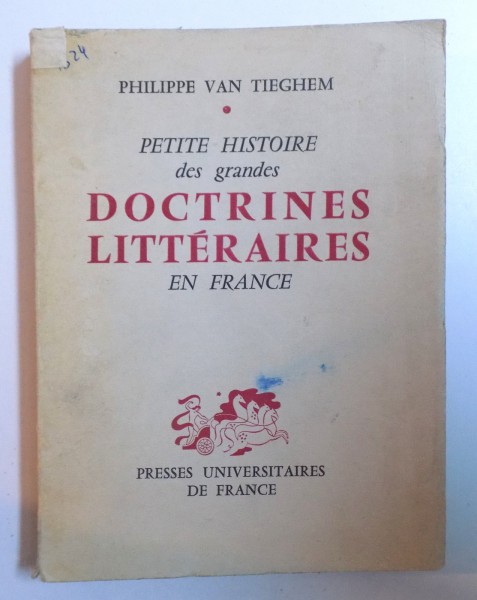 PHILIPPE VAN TIEGHEM
PETITE HISTOIRE
des grandes
DOCTRINES
LITTÉRAIRES
EN FRANCE
PRESSES UNIVERSITAIRES
DE FRANCE